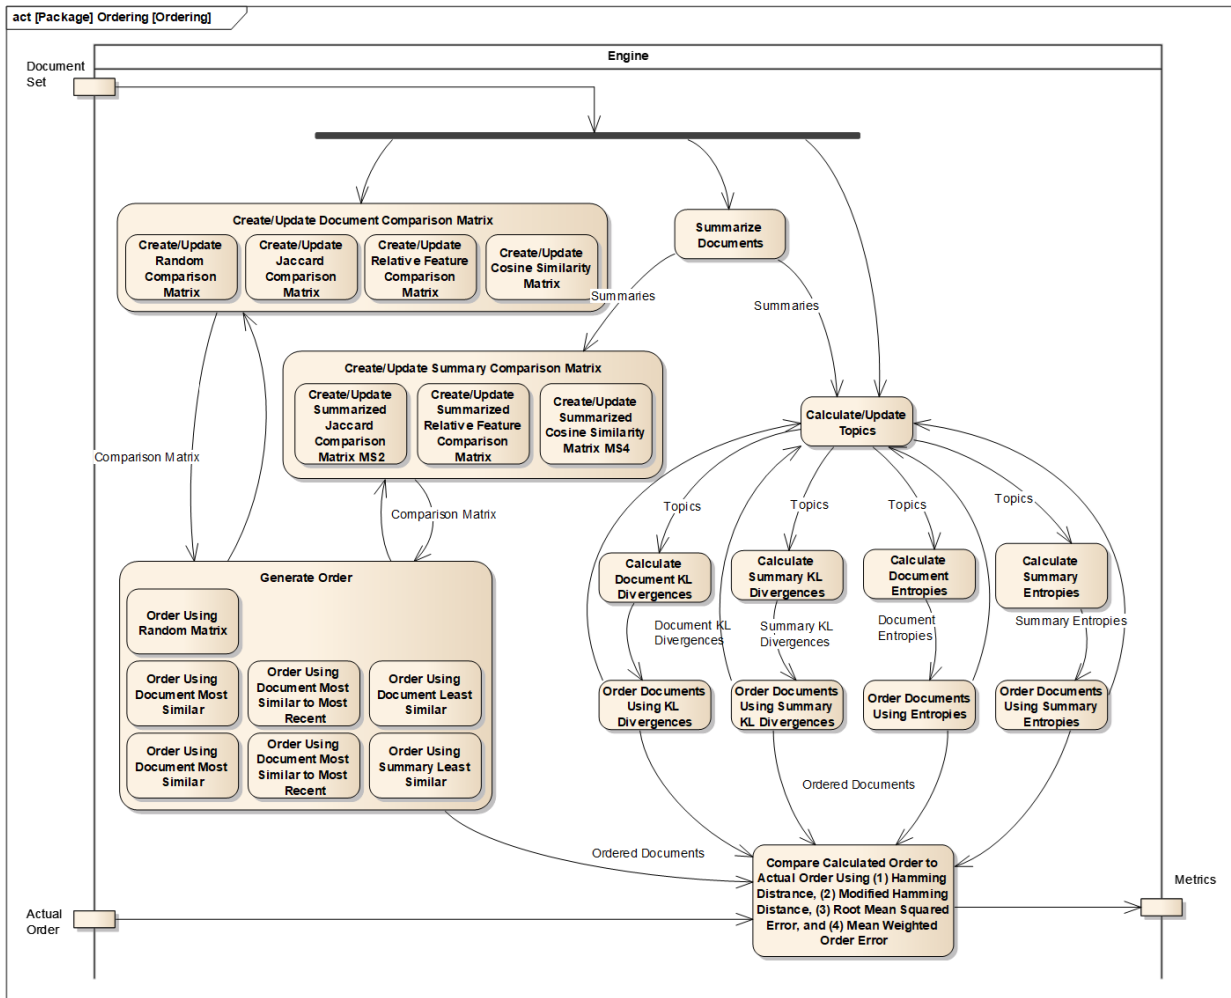 act [Package] Ordering [Ordering]
Engine
Document
Set
Create/Update Document Comparison Matrix
Create/Update
Random
Comparison
Matrix
Create/Update
Jaccard
Comparison
Matrix
Create/Update
Relative Feature
Comparison
Matrix
Create/Update
Cosine Similarity
Matrix
Summarize
Documents
Summaries
Summaries
Create/Update Summary Comparison Matrix
Create/Update
Summarized
Jaccard
Comparison
Matrix MS2
Create/Update
Summarized
Relative Feature
Comparison
Matrix
Create/Update
Summarized
Cosine Similarity
Matrix MS4
Calculate/Update
Topics
Comparison Matrix
Comparison Matrix
Topics
Topics
Topics
Topics
Generate Order
Order Using
Random Matrix
Order Using
Document Most
Similar
Order Using
Document Most
Similar to Most
Recent
Order Using
Document Least
Similar
Order Using
Document Most
Similar
Order Using
Document Most
Similar to Most
Recent
Order Using
Summary Least
Similar
Calculate
Document KL
Divergences
Calculate
Summary KL
Divergences
Calculate
Document
Entropies
Calculate
Summary
Entropies
Document KL
Divergences
Summary KL
Divergences
Document
Entropies
Summary Entropies
Order Documents
Using KL
Divergences
Order Documents
Using Summary
KL Divergences
Order Documents
Using Entropies
Order Documents
Using Summary
Entropies
Ordered Documents
Ordered Documents
Compare Calculated Order to
Actual Order Using (1) Hamming
Distrance, (2) Modified Hamming
Distance, (3) Root Mean Squared
Error, and (4) Mean Weighted
Order Error
Metrics
Actual
Order